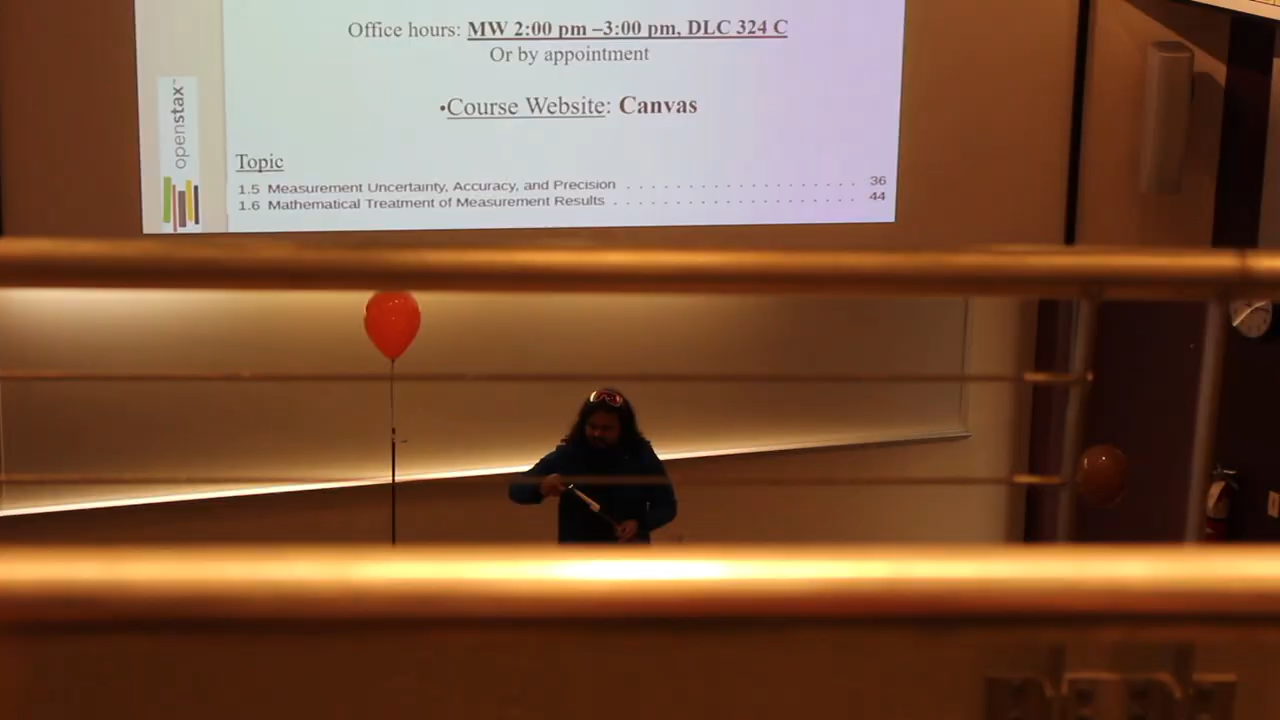 Office hours: MW 2:00 pm –3:00 pm, DLC 324 C
Or by appointment
•Course Website: Canvas
openstax™
Topic
1.5 Measurement Uncertainty, Accuracy, and Precision . . . . . . . . . . . . . . . . . . . . 36
1.6 Mathematical Treatment of Measurement Results . . . . . . . . . . . . . . . . . . . . . 44